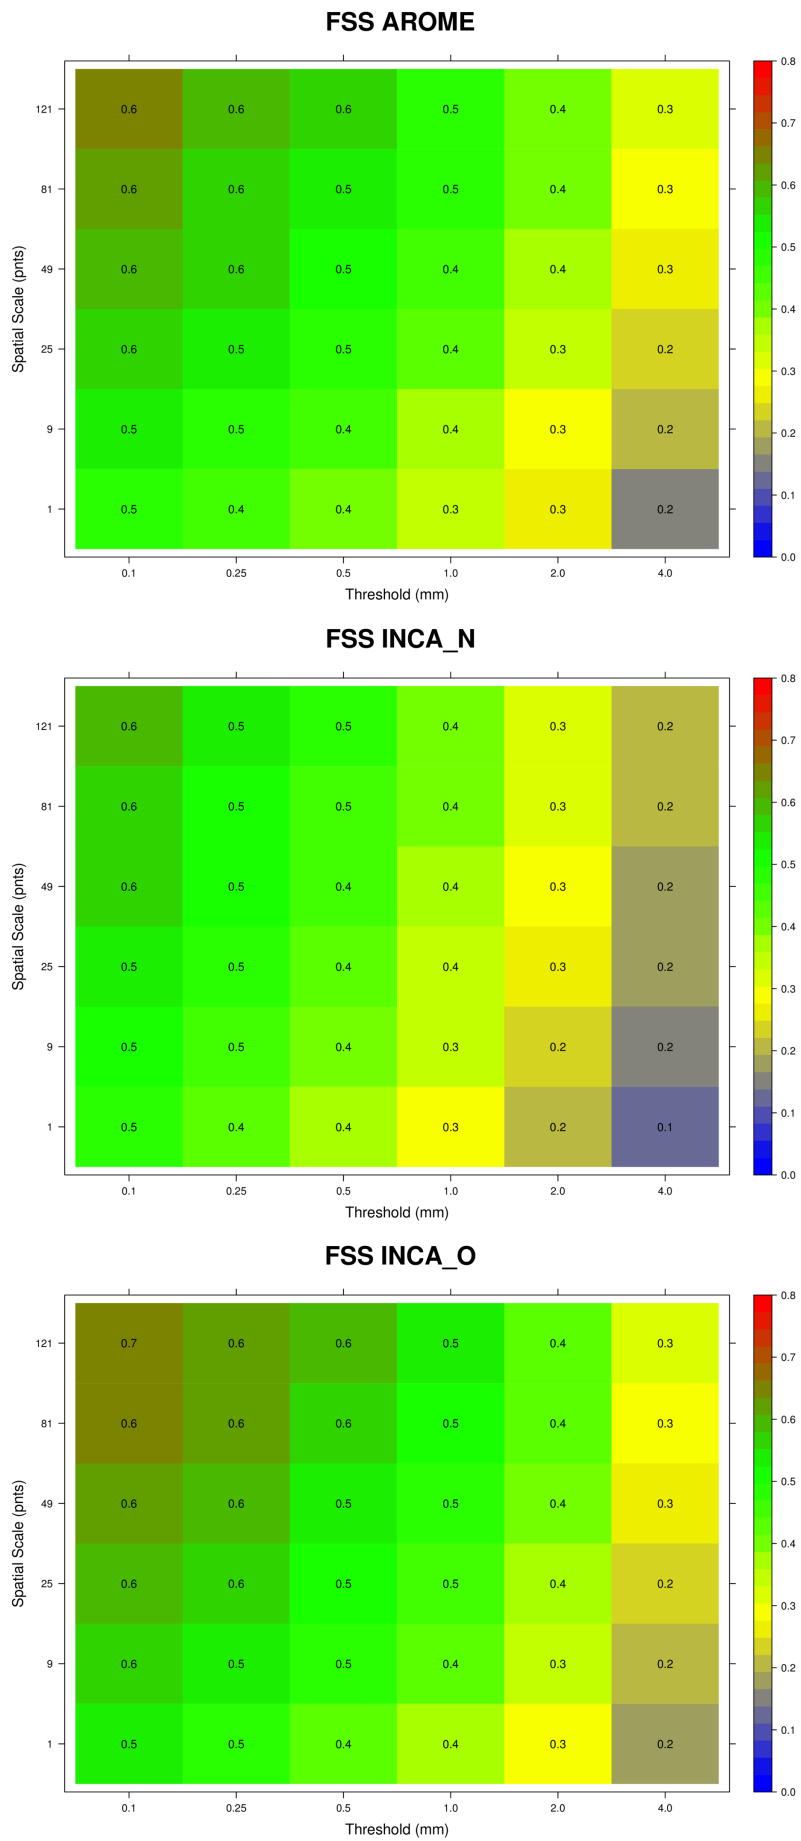 FSS AROME
0.8
121 0.6 0.6 0.6 0.5 0.4 0.3
0.7
81 0.6 0.6 0.5 0.5 0.4 0.3
0.6
0.5
49 0.6 0.6 0.5 0.4 0.4 0.3
0.4
Spatial Scale (pnts)
25 0.6 0.5 0.5 0.4 0.3 0.2
0.3
9 0.5 0.5 0.4 0.4 0.3 0.2
0.2
1 0.5 0.4 0.4 0.3 0.3 0.2
0.1
0.0
0.1 0.25 0.5 1.0 2.0 4.0
Threshold (mm)
FSS INCA_N
0.8
121 0.6 0.5 0.5 0.4 0.3 0.2
0.7
81 0.6 0.5 0.5 0.4 0.3 0.2
0.6
0.5
49 0.6 0.5 0.4 0.4 0.3 0.2
0.4
Spatial Scale (pnts)
25 0.5 0.5 0.4 0.4 0.3 0.2
0.3
9 0.5 0.5 0.4 0.3 0.2 0.2
0.2
1 0.5 0.4 0.4 0.3 0.2 0.1
0.1
0.0
0.1 0.25 0.5 1.0 2.0 4.0
Threshold (mm)
FSS INCA_O
0.8
121 0.7 0.6 0.6 0.5 0.4 0.3
0.7
81 0.6 0.6 0.6 0.5 0.4 0.3
0.6
0.5
49 0.6 0.6 0.5 0.5 0.4 0.3
0.4
Spatial Scale (pnts)
25 0.6 0.6 0.5 0.5 0.4 0.2
0.3
9 0.6 0.5 0.5 0.4 0.3 0.2
0.2
1 0.5 0.5 0.4 0.4 0.3 0.2
0.1
0.0
0.1 0.25 0.5 1.0 2.0 4.0
Threshold (mm)